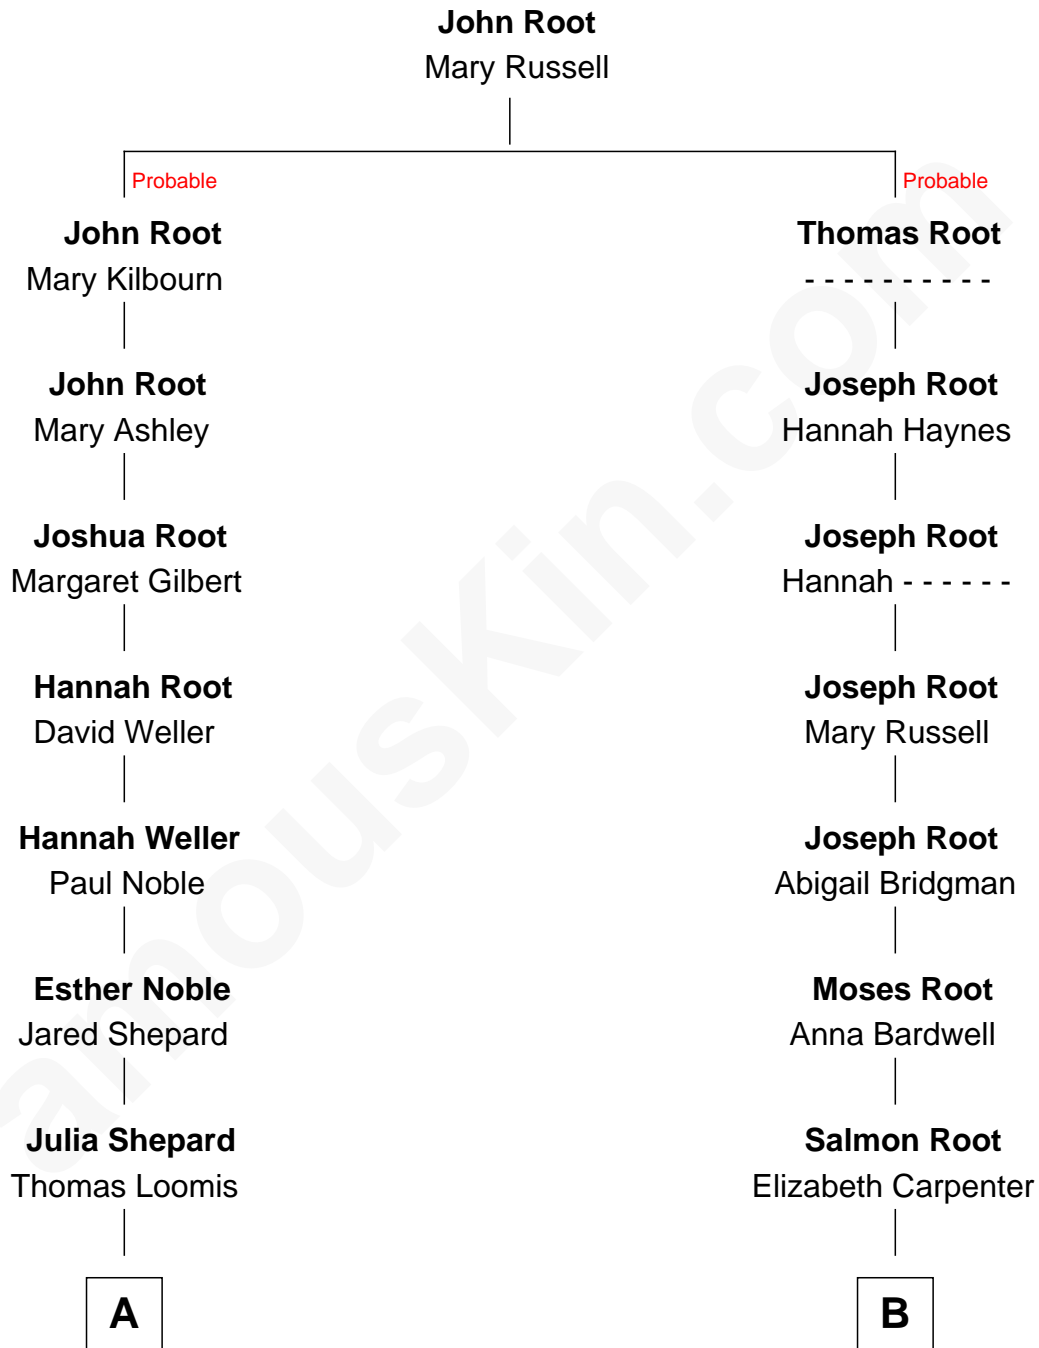 John Root
Mary Russell
Probable
Probable
John Root
Mary Kilbourn
Thomas Root
- - - - - - - - - -
John Root
Mary Ashley
Joseph Root
Hannah Haynes
Joshua Root
Margaret Gilbert
Joseph Root
Hannah - - - - - -
Hannah Root
David Weller
Joseph Root
Mary Russell
Hannah Weller
Paul Noble
Joseph Root
Abigail Bridgman
Esther Noble
Jared Shepard
Moses Root
Anna Bardwell
Julia Shepard
Thomas Loomis
Salmon Root
Elizabeth Carpenter
A
B
amouskin.com